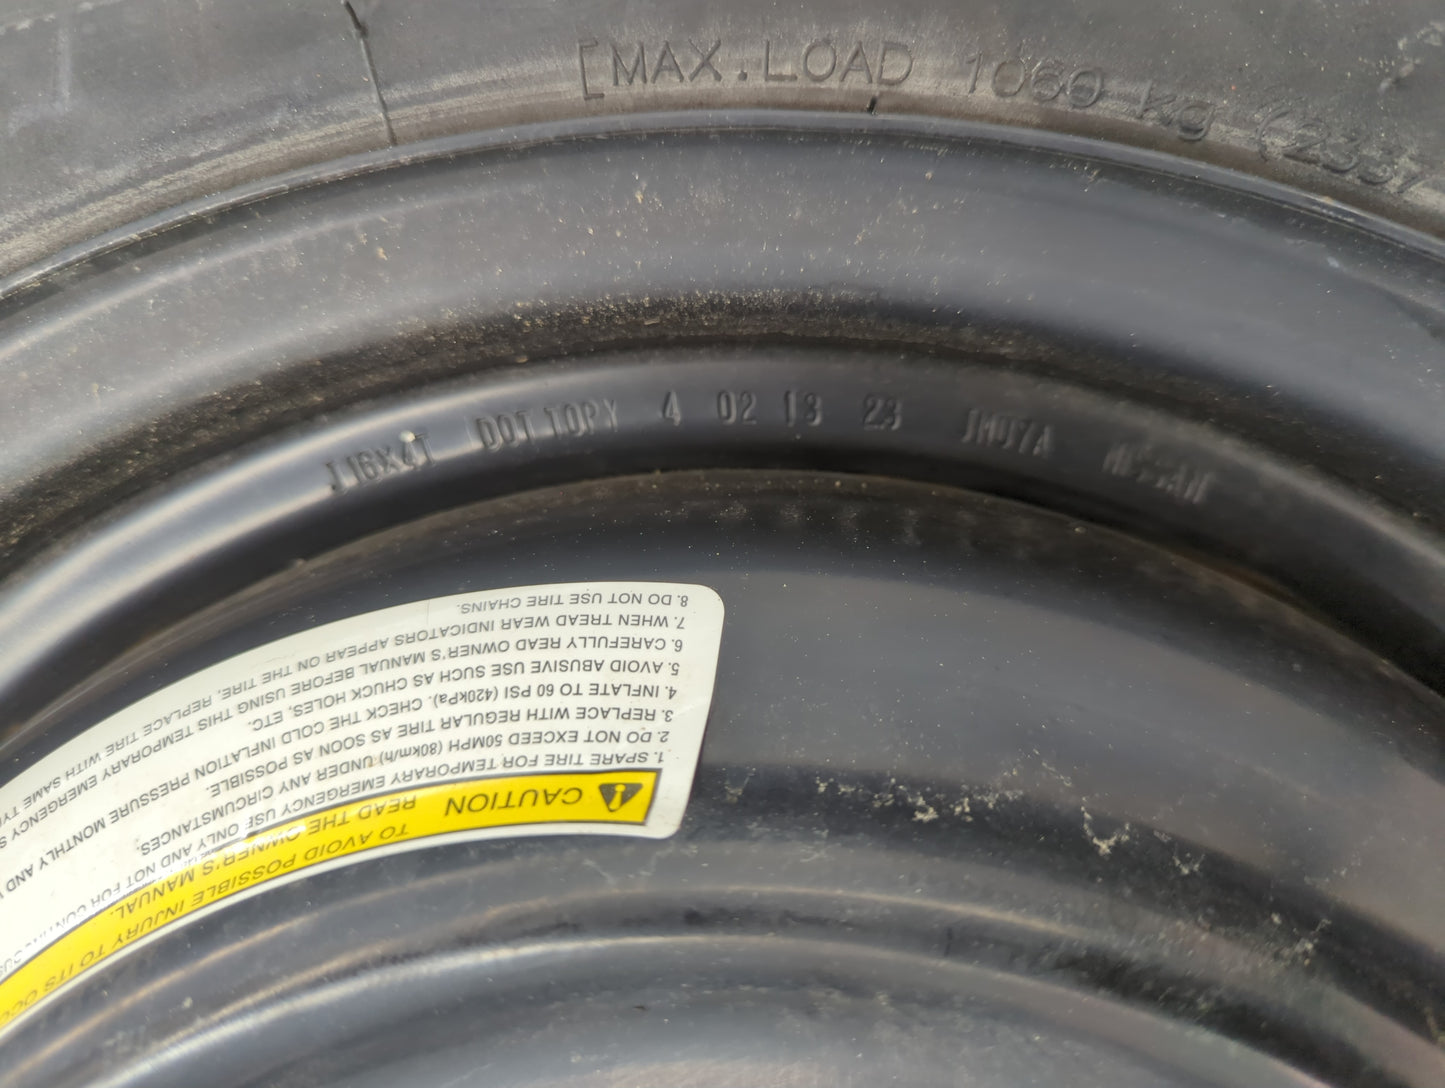 [MAX.LOAD 1060 kg (2337
J16X4T DOT TOPY 4 02 13 23 NISSAN
CAUTION TO AVOID POSSIBLE INJURY TO ITS
READ THE OWNER'S MANUAL.
1. SPARE TIRE FOR TEMPORARY EMERGENCY USE ONLY AND NOT FOR
2. DO NOT EXCEED 50MPH (80km/h) UNDER ANY CIRCUMSTANCES.
3. REPLACE WITH REGULAR TIRE AS SOON AS POSSIBLE.
4. INFLATE TO 60 PSI (420kPa). CHECK THE COLD INFLATION PRESSURE MONTHLY AND
5. AVOID ABUSIVE USE SUCH AS CHUCK HOLES, ETC.
6. CAREFULLY READ OWNER'S MANUAL BEFORE USING THIS TEMPORARY EMERGENCY
7. WHEN TREAD WEAR INDICATORS APPEAR ON THE TIRE, REPLACE TIRE WITH SAME
8. DO NOT USE TIRE CHAINS.